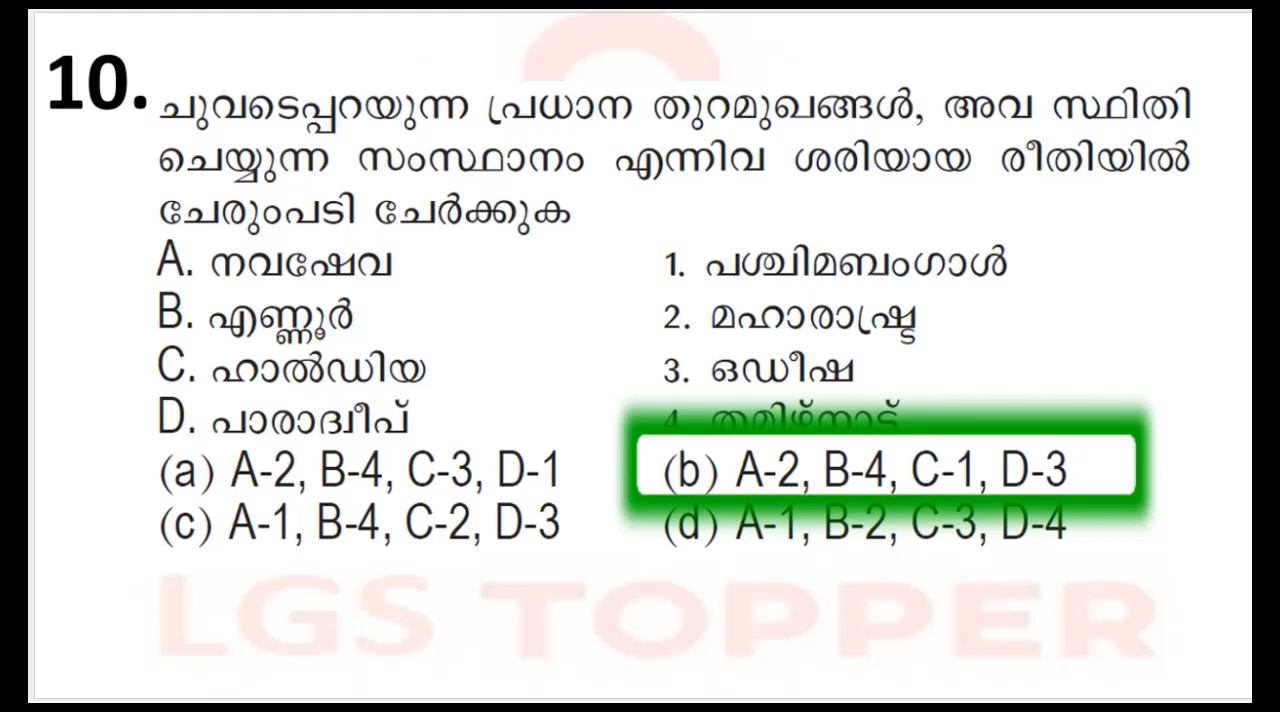 10.
ചുവടെപ്പറയുന്ന പ്രധാന തുറമുഖങ്ങൾ, അവ സ്ഥിതി
ചെയ്യുന്ന സംസ്ഥാനം എന്നിവ ശരിയായ രീതിയിൽ
ചേരുംപടി ചേർക്കുക
A. നവഷേവ 1. പശ്ചിമബംഗാൾ
B. എണ്ണൂർ 2. മഹാരാഷ്ട്ര
C. ഹാൽഡിയ 3. ഒഡീഷ
D. പാരാദ്വീപ് 4. തമിഴ്നാട്
(a) A-2, B-4, C-3, D-1 (b) A-2, B-4, C-1, D-3
(c) A-1, B-4, C-2, D-3 (d) A-1, B-2, C-3, D-4
LGS TOPPER